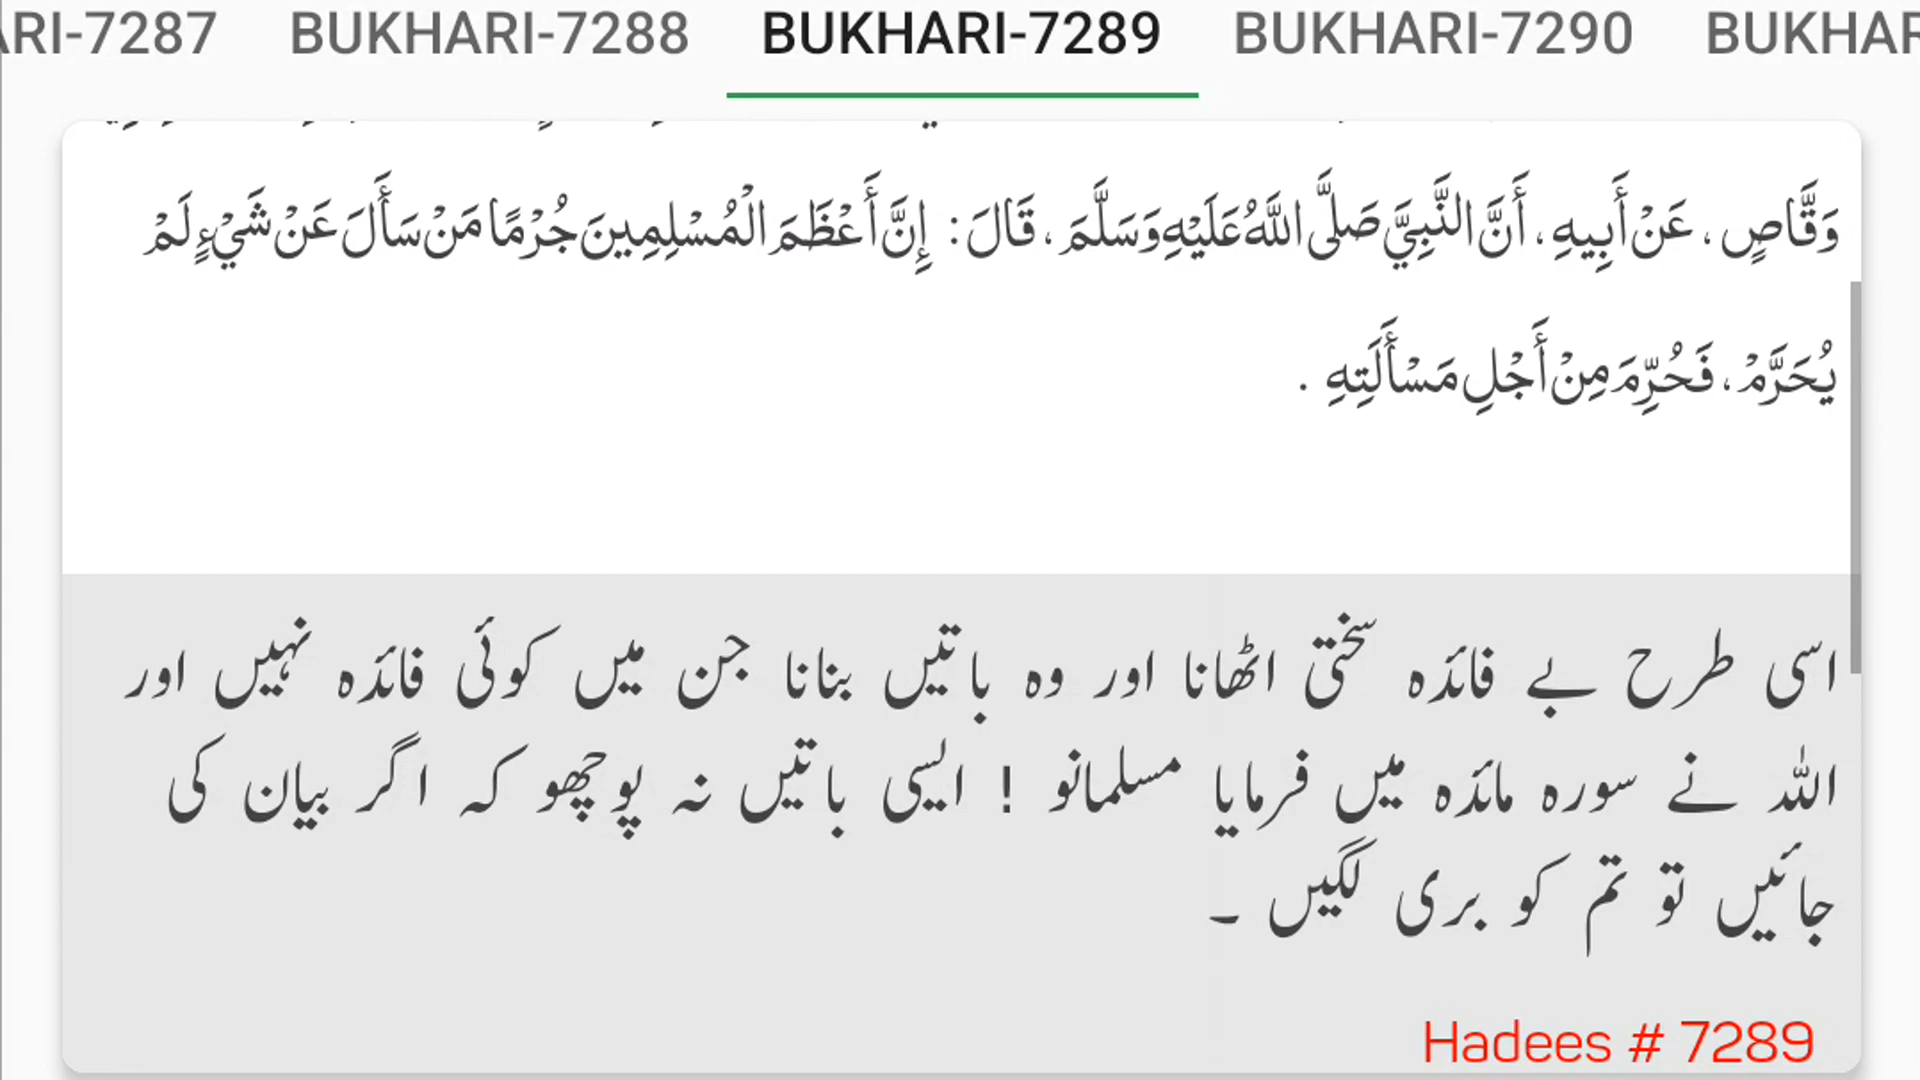 ARI-7287 BUKHARI-7288 BUKHARI-7289 BUKHARI-7290 BUKHAR
وَقَّاصٍ ، عَنْ أَبِيهِ ، أَنَّ النَّبِيَّ صَلَّى اللَّهُ عَلَيْهِ وَسَلَّمَ ، قَالَ : إِنَّ أَعْظَمَ الْمُسْلِمِينَ جُرْمًا مَنْ سَأَلَ عَنْ شَيْءٍ لَمْ
يُحَرَّمْ ، فَحُرِّمَ مِنْ أَجْلِ مَسْأَلَتِهِ .
اسی طرح بے فائدہ سختی اٹھانا اور وہ باتیں بنانا جن میں کوئی فائدہ نہیں اور
اللہ نے سورہ مائدہ میں فرمایا مسلمانو ! ایسی باتیں نہ پوچھو کہ اگر بیان کی
جائیں تو تم کو بری لگیں ۔
Hadees # 7289